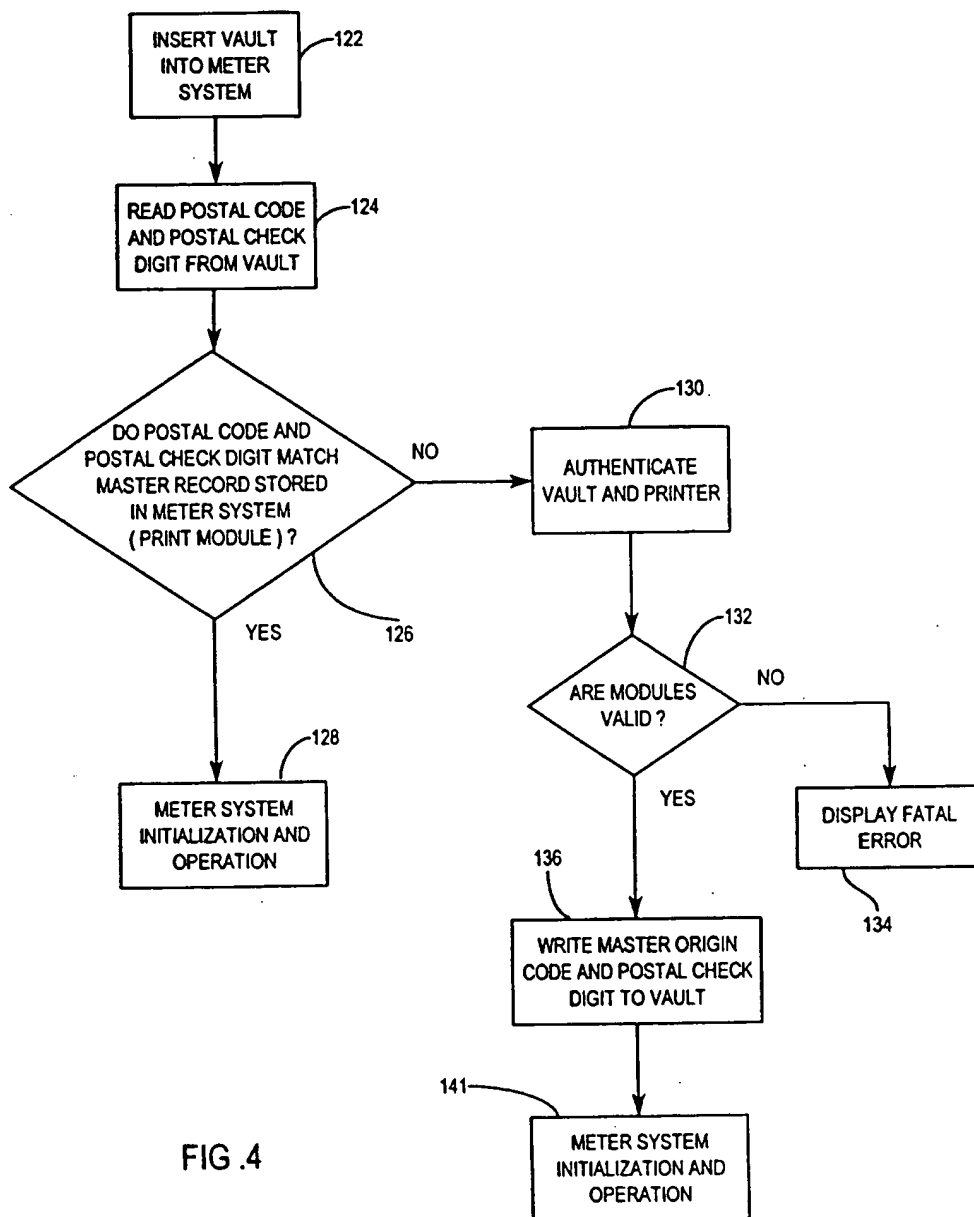 INSERT VAULT
INTO METER
SYSTEM
122
READ POSTAL CODE
AND POSTAL CHECK
DIGIT FROM VAULT
124
DO POSTAL CODE AND
POSTAL CHECK DIGIT MATCH
MASTER RECORD STORED
IN METER SYSTEM
( PRINT MODULE ) ?
NO
126
YES
130
AUTHENTICATE
VAULT AND PRINTER
132
ARE MODULES
VALID ?
NO
YES
128
METER SYSTEM
INITIALIZATION AND
OPERATION
DISPLAY FATAL
ERROR
134
136
WRITE MASTER ORIGIN
CODE AND POSTAL CHECK
DIGIT TO VAULT
141
METER SYSTEM
INITIALIZATION AND
OPERATION
FIG .4